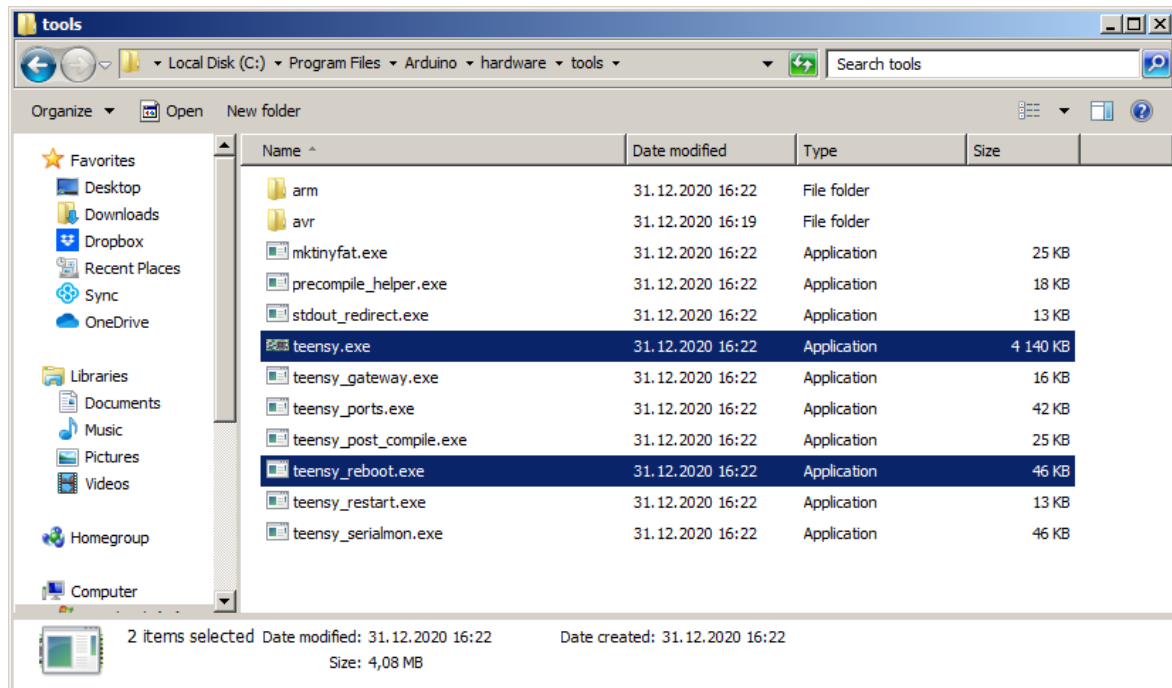 tools
Local Disk (C:) Program Files Arduino hardware tools Search tools
Organize Open New folder
Favorites
Desktop
Downloads
Dropbox
Recent Places
Sync
OneDrive
Libraries
Documents
Music
Pictures
Videos
Homegroup
Computer
Name Date modified Type Size
arm 31.12.2020 16:22 File folder
avr 31.12.2020 16:19 File folder
mktinyfat.exe 31.12.2020 16:22 Application 25 KB
precompile_helper.exe 31.12.2020 16:22 Application 18 KB
stdout_redirect.exe 31.12.2020 16:22 Application 13 KB
teensy.exe 31.12.2020 16:22 Application 4 140 KB
teensy_gateway.exe 31.12.2020 16:22 Application 16 KB
teensy_ports.exe 31.12.2020 16:22 Application 42 KB
teensy_post_compile.exe 31.12.2020 16:22 Application 25 KB
teensy_reboot.exe 31.12.2020 16:22 Application 46 KB
teensy_restart.exe 31.12.2020 16:22 Application 13 KB
teensy_serialmon.exe 31.12.2020 16:22 Application 46 KB
2 items selected Date modified: 31.12.2020 16:22 Date created: 31.12.2020 16:22
Size: 4,08 MB